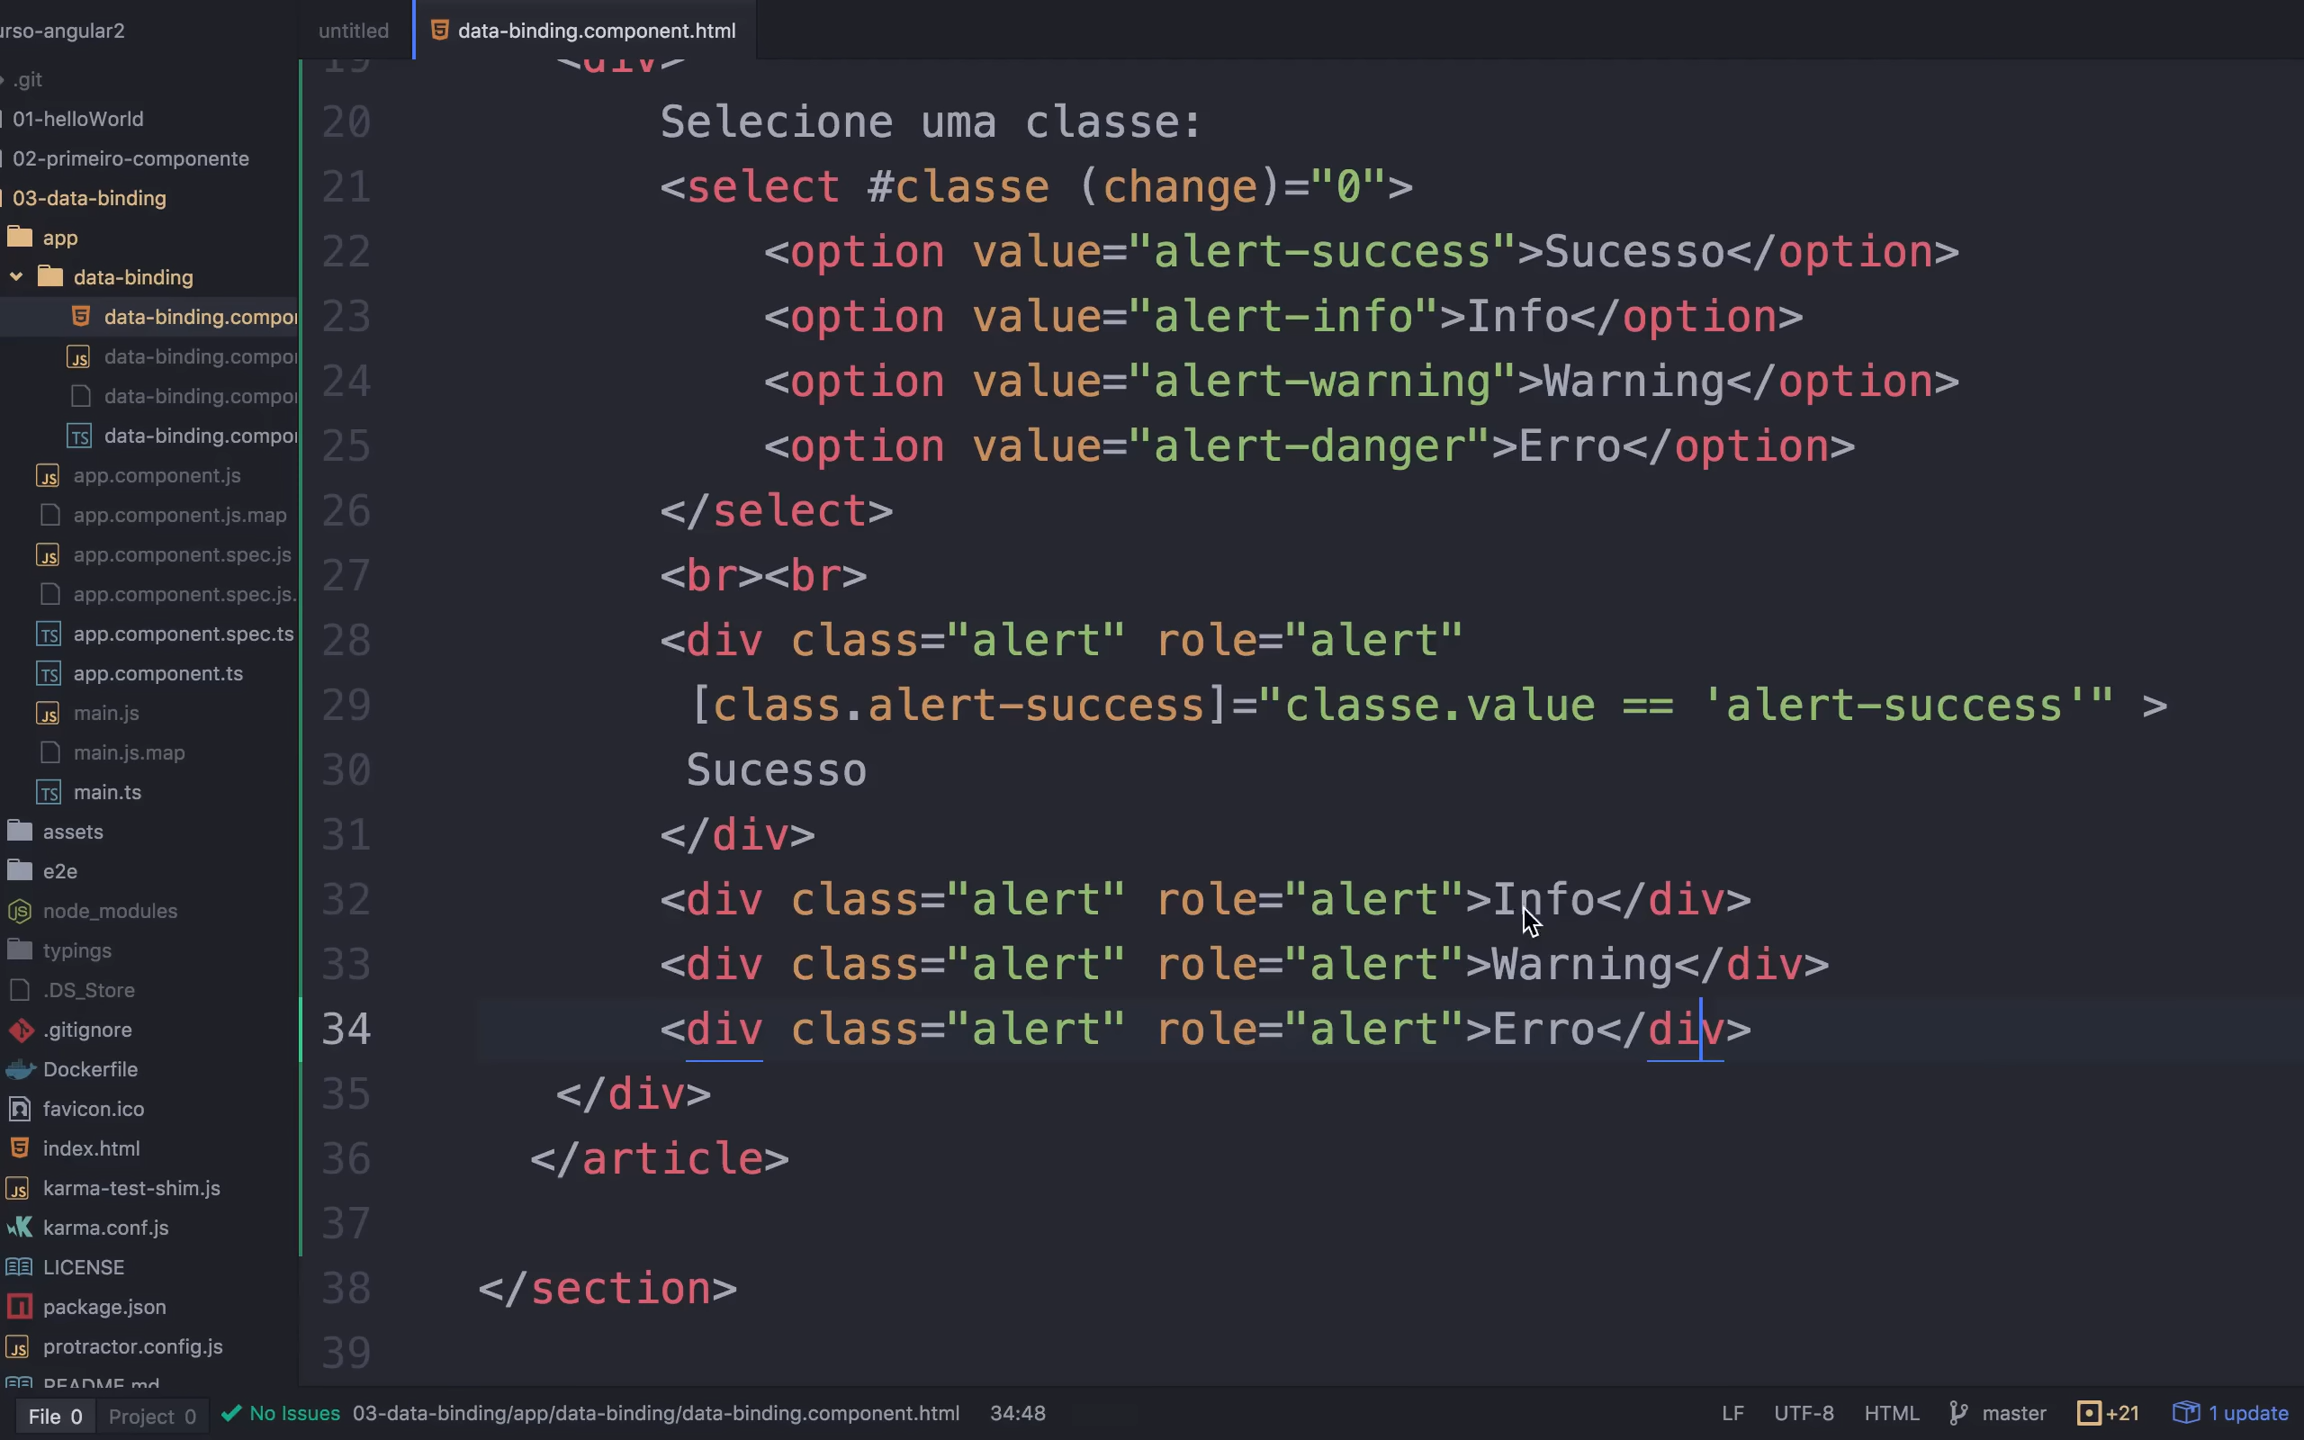 urso-angular2
untitled
data-binding.component.html
.git
01-helloWorld
02-primeiro-componente
03-data-binding
app
data-binding
data-binding.compo
data-binding.compo
data-binding.compo
data-binding.compo
app.component.js
app.component.js.map
app.component.spec.js
app.component.spec.js.
app.component.spec.ts
app.component.ts
main.js
main.js.map
main.ts
assets
e2e
node_modules
typings
.DS_Store
.gitignore
Dockerfile
favicon.ico
index.html
karma-test-shim.js
karma.conf.js
LICENSE
package.json
protractor.config.js
README.md
19 <div>
20 Selecione uma classe:
21 <select #classe (change)="0">
22 <option value="alert-success">Sucesso</option>
23 <option value="alert-info">Info</option>
24 <option value="alert-warning">Warning</option>
25 <option value="alert-danger">Erro</option>
26 </select>
27 <br><br>
28 <div class="alert" role="alert"
29 [class.alert-success]="classe.value == 'alert-success'" >
30 Sucesso
31 </div>
32 <div class="alert" role="alert">Info</div>
33 <div class="alert" role="alert">Warning</div>
34 <div class="alert" role="alert">Erro</div>
35 </div>
36 </article>
37
38 </section>
39
File 0 Project 0 No Issues 03-data-binding/app/data-binding/data-binding.component.html 34:48 LF UTF-8 HTML master +21 1 update